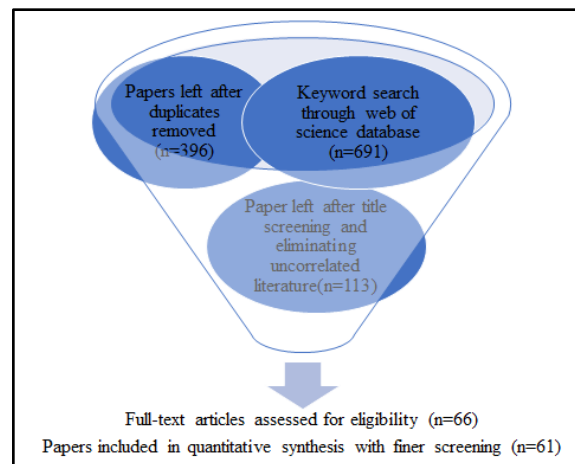 Papers left after
duplicates
removed
(n=396)
Keyword search
through web of
science database
(n=691)
Paper left after title
screening and
eliminating
uncorrelated
literature(n=113)
Full-text articles assessed for eligibility (n=66)
Papers included in quantitative synthesis with finer screening (n=61)